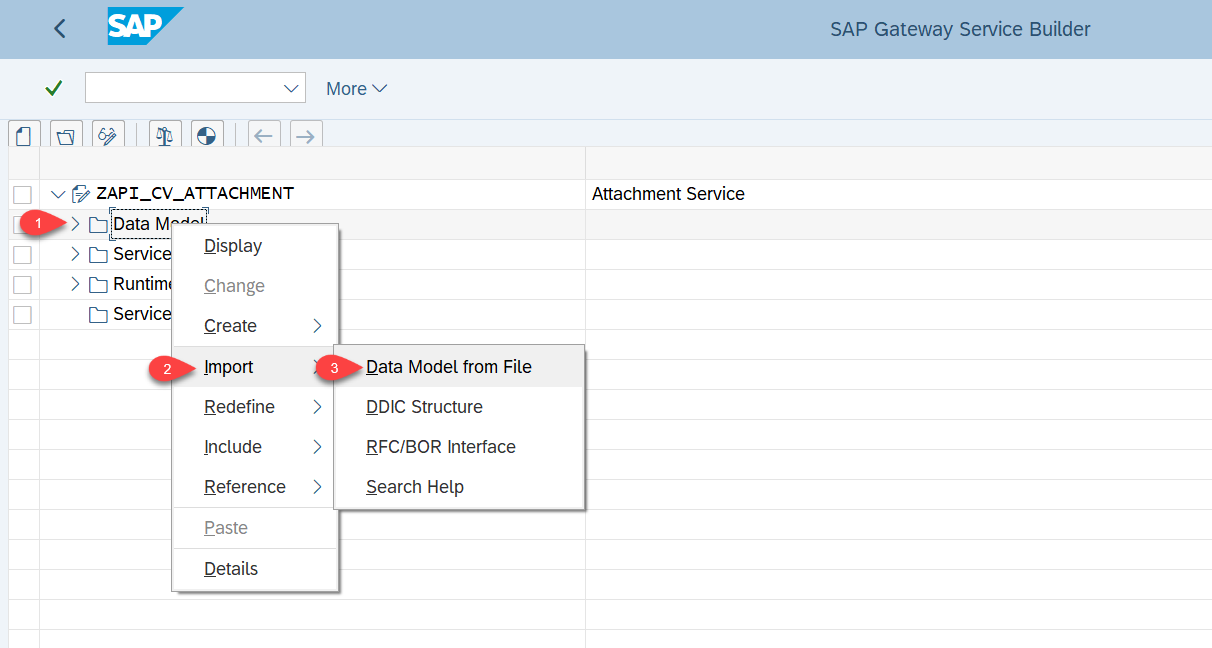 SAP
SAP Gateway Service Builder
More
ZAPI_CV_ATTACHMENT
Attachment Service
1
Data Model
Service
Runtime
Service
Display
Change
Create
2
Import
Redefine
Include
Reference
Paste
Details
3
Data Model from File
DDIC Structure
RFC/BOR Interface
Search Help